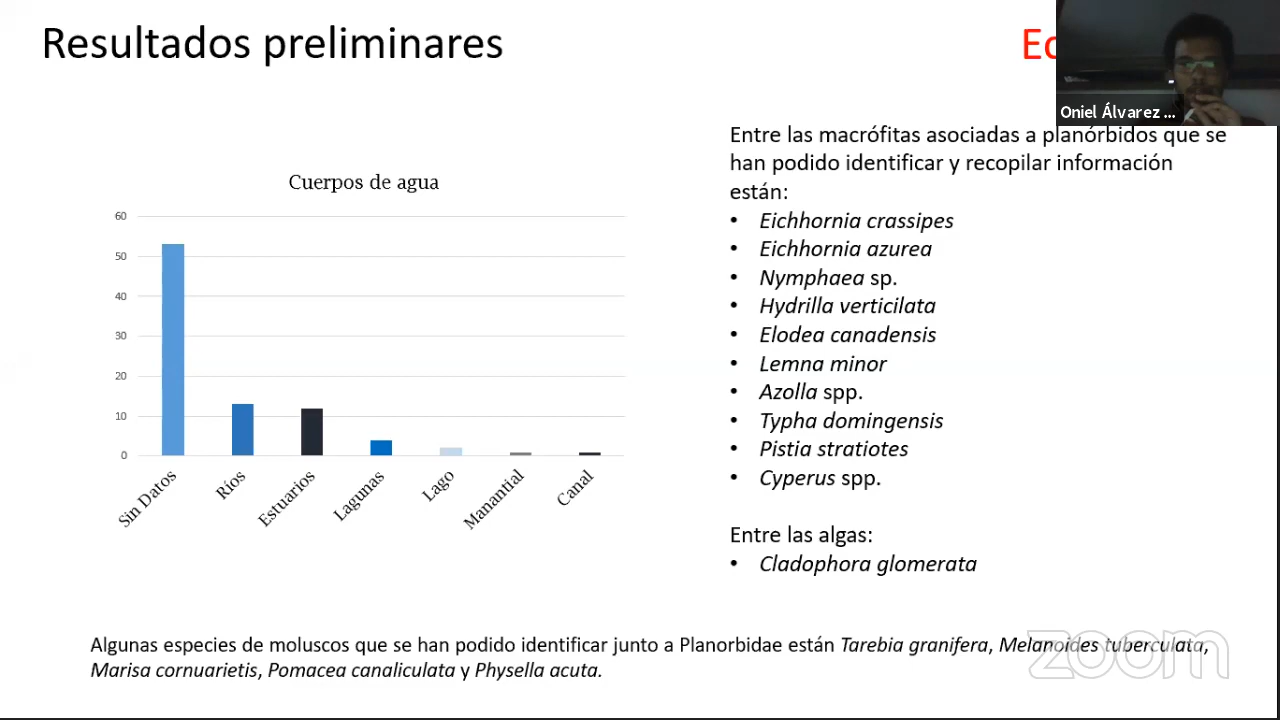 Resultados preliminares
Ec
Oniel Álvarez ...
Entre las macrófitas asociadas a planórbidos que se
han podido identificar y recopilar información
están:
• Eichhornia crassipes
• Eichhornia azurea
• Nymphaea sp.
• Hydrilla verticilata
• Elodea canadensis
• Lemna minor
• Azolla spp.
• Typha domingensis
• Pistia stratiotes
• Cyperus spp.
Entre las algas:
• Cladophora glomerata
Cuerpos de agua
60
50
40
30
20
10
0
Sin Datos
Ríos
Estuarios
Lagunas
Lago
Manantial
Canal
Algunas especies de moluscos que se han podido identificar junto a Planorbidae están Tarebia granifera, Melanoides tuberculata,
Marisa cornuarietis, Pomacea canaliculata y Physella acuta.
zoom